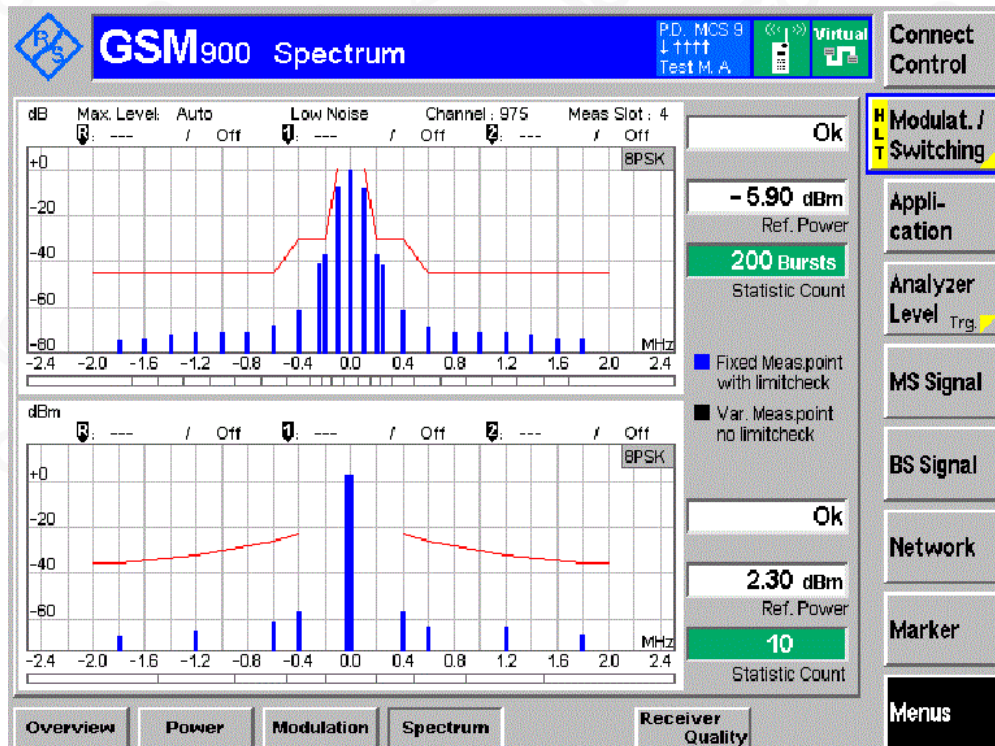 R&S
GSM900 Spectrum
P.D. MCS 9
↓ ↑↑↑↑
Test M. A.
Virtual
Connect Control
dB Max. Level: Auto Low Noise Channel : 975 Meas Slot : 4
R: --- / Off 1: --- / Off 2: --- / Off
8PSK
+0
-20
-40
-60
-80
MHz
-2.4 -2.0 -1.6 -1.2 -0.8 -0.4 0.0 0.4 0.8 1.2 1.6 2.0 2.4
Ok
-5.90 dBm
Ref. Power
200 Bursts
Statistic Count
Fixed Meas.point
with limitcheck
Var. Meas.point
no limitcheck
dBm
R: --- / Off 1: --- / Off 2: --- / Off
8PSK
+0
-20
-40
-60
MHz
-2.4 -2.0 -1.6 -1.2 -0.8 -0.4 0.0 0.4 0.8 1.2 1.6 2.0 2.4
Ok
2.30 dBm
Ref. Power
10
Statistic Count
HLT
Modulat. /
Switching
Appli-
cation
Analyzer
Level Trg.
MS Signal
BS Signal
Network
Marker
Menus
Overview
Power
Modulation
Spectrum
Receiver
Quality